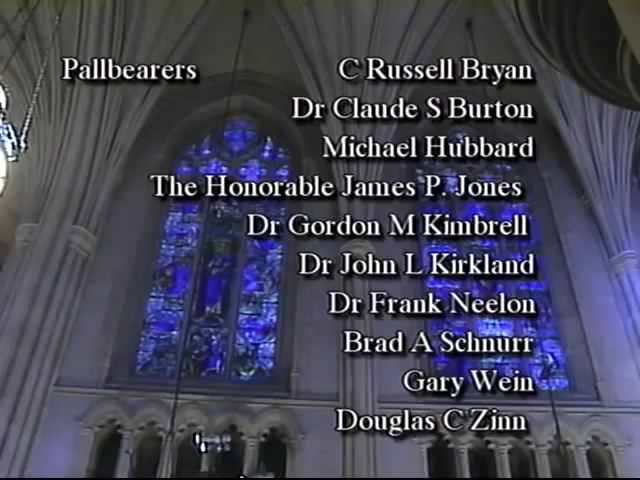 Pallbearers C Russell Bryan
Dr Claude S Burton
Michael Hubbard
The Honorable James P. Jones
Dr Gordon M Kimbrell
Dr John L Kirkland
Dr Frank Neelon
Brad A Schnurr
Gary Wein
Douglas C Zinn